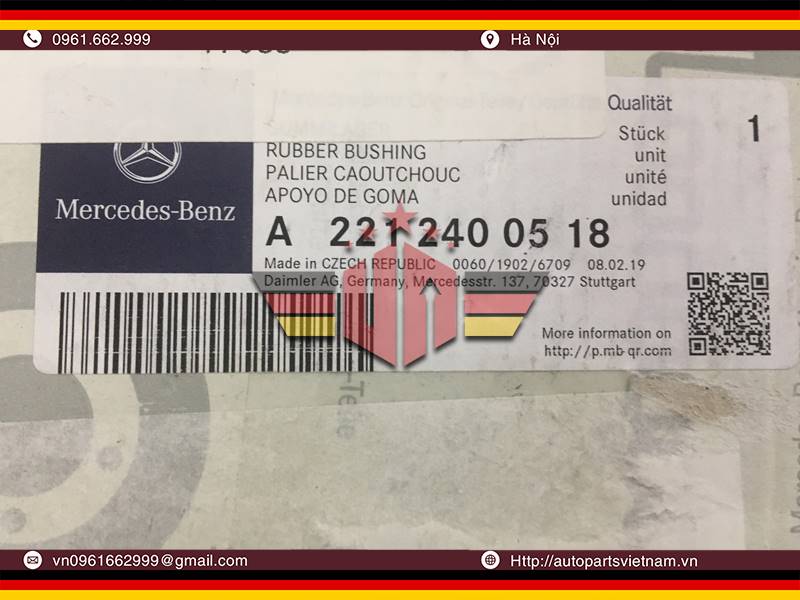 0961.662.999
Hà Nội
Qualität
Stück
1
RUBBER BUSHING
unit
PALIER CAOUTCHOUC
unité
APOYO DE GOMA
unidad
Mercedes-Benz
A 221 240 05 18
Made in CZECH REPUBLIC 0060/1902/6709 08.02.19
Daimler AG, Germany, Mercedesstr. 137, 70327 Stuttgart
More information on
http://p.mb-qr.com
vn0961662999@gmail.com
Http://autopartsvietnam.vn